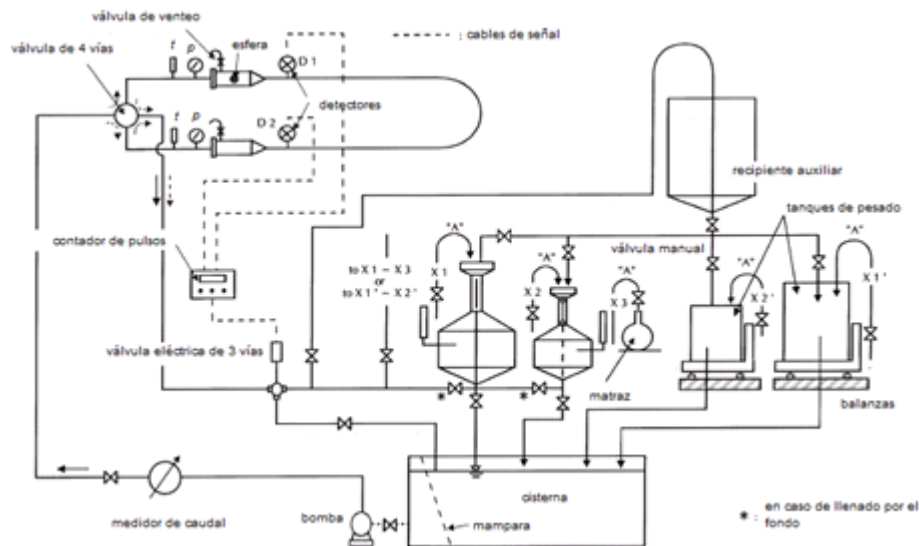 válvula de venteo
válvula de 4 vías
t
p
esfera
D 1
: cables de señal
detectores
t
p
D 2
recipiente auxiliar
tanques de pesado
contador de pulsos
to X 1 ~ X 3
or
to X 1 ' ~ X 2 '
"A"
X 1
válvula manual
"A"
X 2
"A"
X 3
"A"
X 2 '
"A"
X 1 '
válvula eléctrica de 3 vías
matraz
balanzas
*
*
cisterna
medidor de caudal
bomba
mampara
* : en caso de llenado por el
fondo